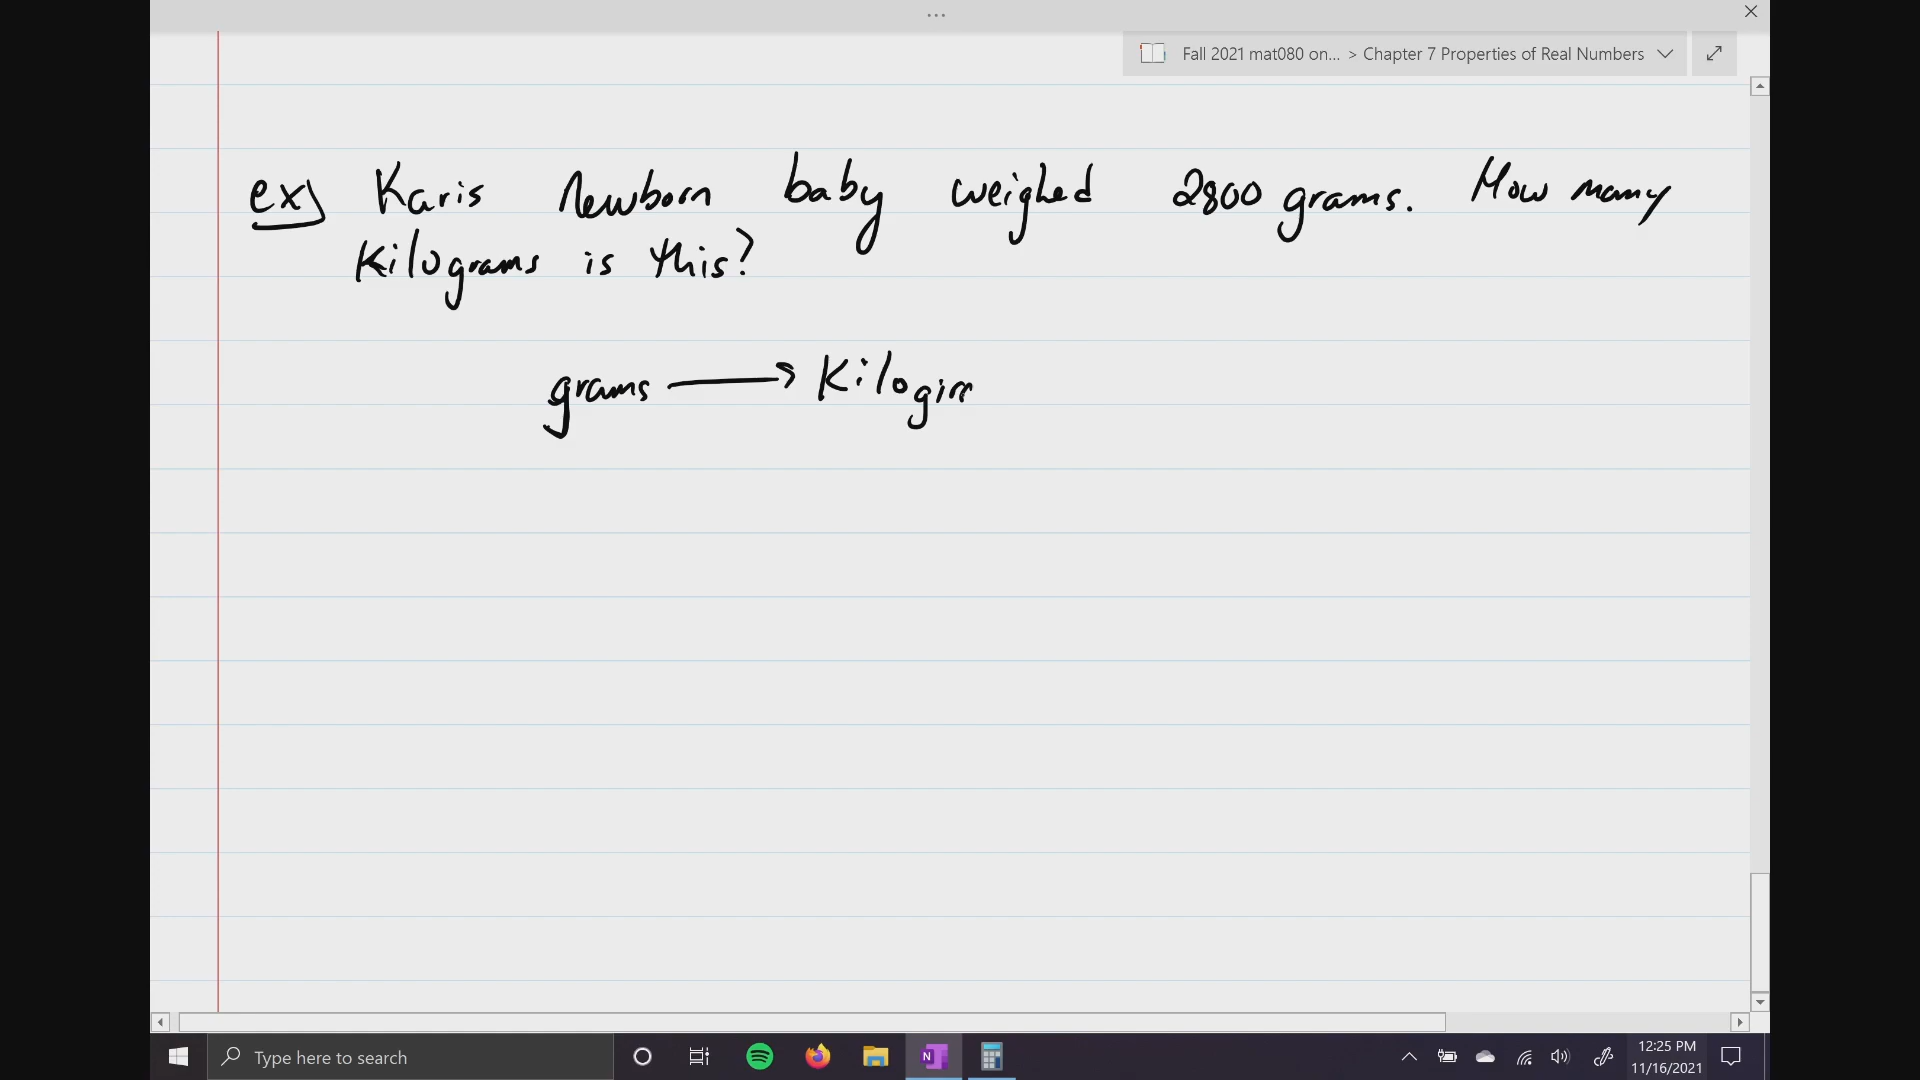 Fall 2021 mat080 on... > Chapter 7 Properties of Real Numbers
ex) Karis Newborn baby weighed 2800 grams. How many
Kilograms is this?
grams → Kilogra
Type here to search
12:25 PM
11/16/2021